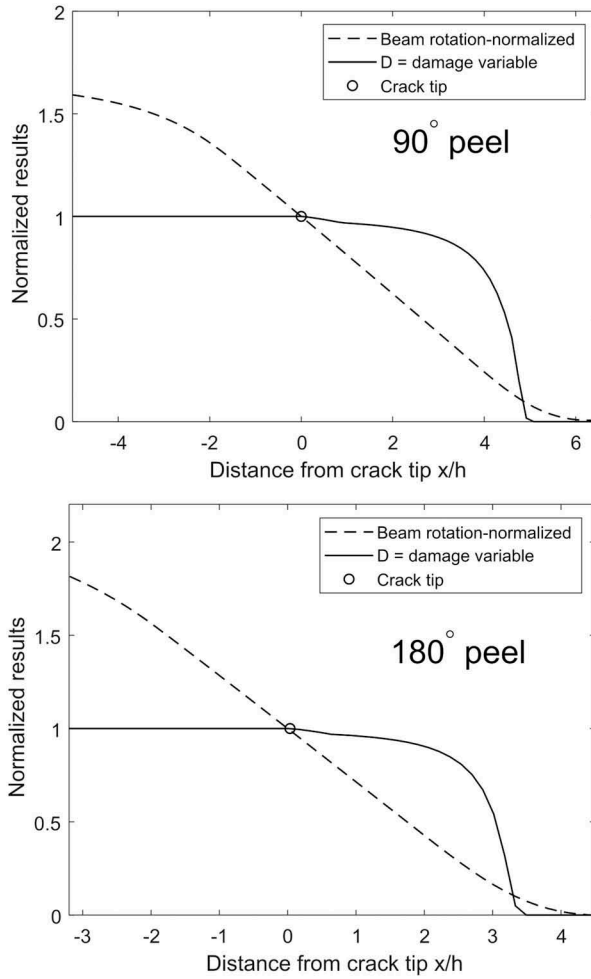 2
Beam rotation-normalized
D = damage variable
Crack tip
1.5
90° peel
Normalized results
1
0.5
0
-4 -2 0 2 4 6
Distance from crack tip x/h
2
Beam rotation-normalized
D = damage variable
Crack tip
1.5
180° peel
Normalized results
1
0.5
0
-3 -2 -1 0 1 2 3 4
Distance from crack tip x/h